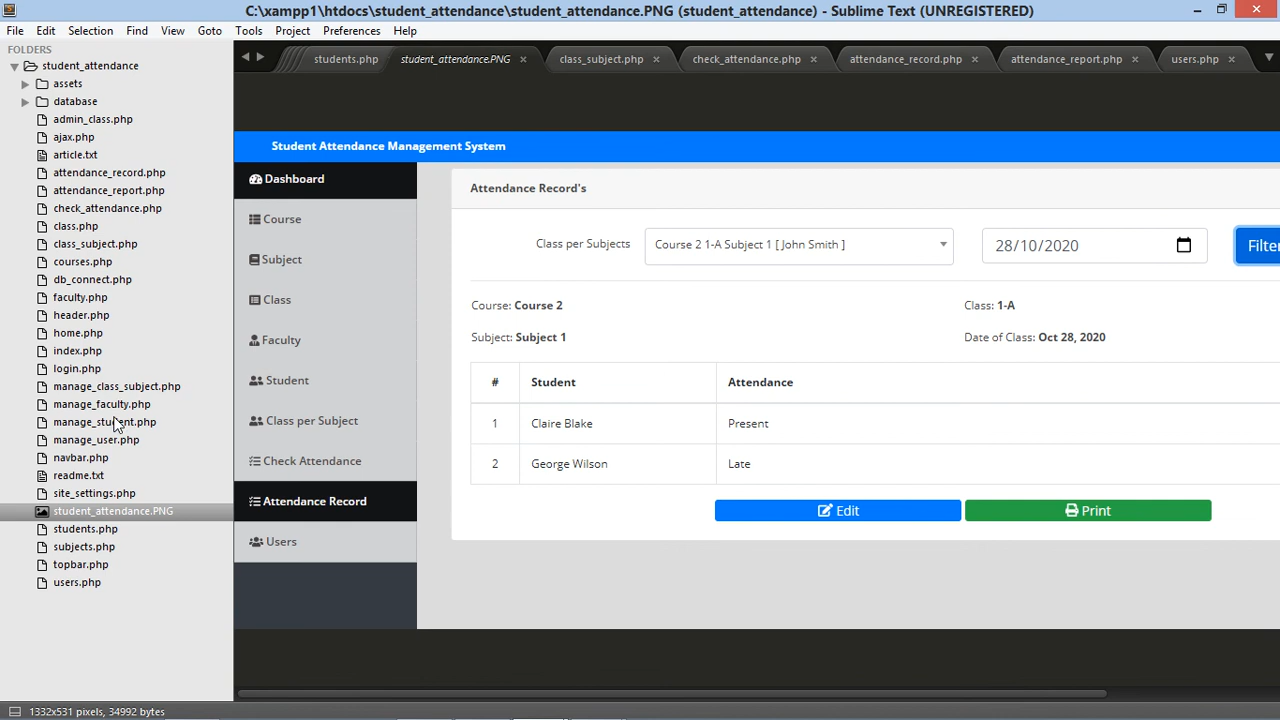 C:\xampp1\htdocs\student_attendance\student_attendance.PNG (student_attendance) - Sublime Text (UNREGISTERED)
File Edit Selection Find View Goto Tools Project Preferences Help
FOLDERS
student_attendance
assets
database
admin_class.php
ajax.php
article.txt
attendance_record.php
attendance_report.php
check_attendance.php
class.php
class_subject.php
courses.php
db_connect.php
faculty.php
header.php
home.php
index.php
login.php
manage_class_subject.php
manage_faculty.php
manage_student.php
manage_user.php
navbar.php
readme.txt
site_settings.php
student_attendance.PNG
students.php
subjects.php
topbar.php
users.php
students.php student_attendance.PNG class_subject.php check_attendance.php attendance_record.php attendance_report.php users.php
Student Attendance Management System
Dashboard
Course
Subject
Class
Faculty
Student
Class per Subject
Check Attendance
Attendance Record
Users
Attendance Record's
Class per Subjects Course 2 1-A Subject 1 [ John Smith ] 28/10/2020 Filter
Course: Course 2 Class: 1-A
Subject: Subject 1 Date of Class: Oct 28, 2020
# Student Attendance
1 Claire Blake Present
2 George Wilson Late
Edit Print
1332x531 pixels, 34992 bytes